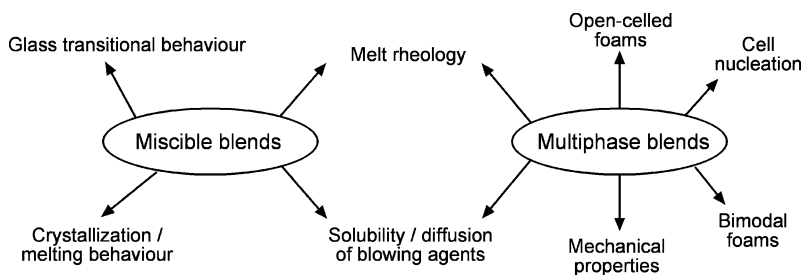 Glass transitional behaviour
Melt rheology
Open-celled
foams
Cell
nucleation
Miscible blends
Multiphase blends
Crystallization /
melting behaviour
Solubility / diffusion
of blowing agents
Mechanical
properties
Bimodal
foams